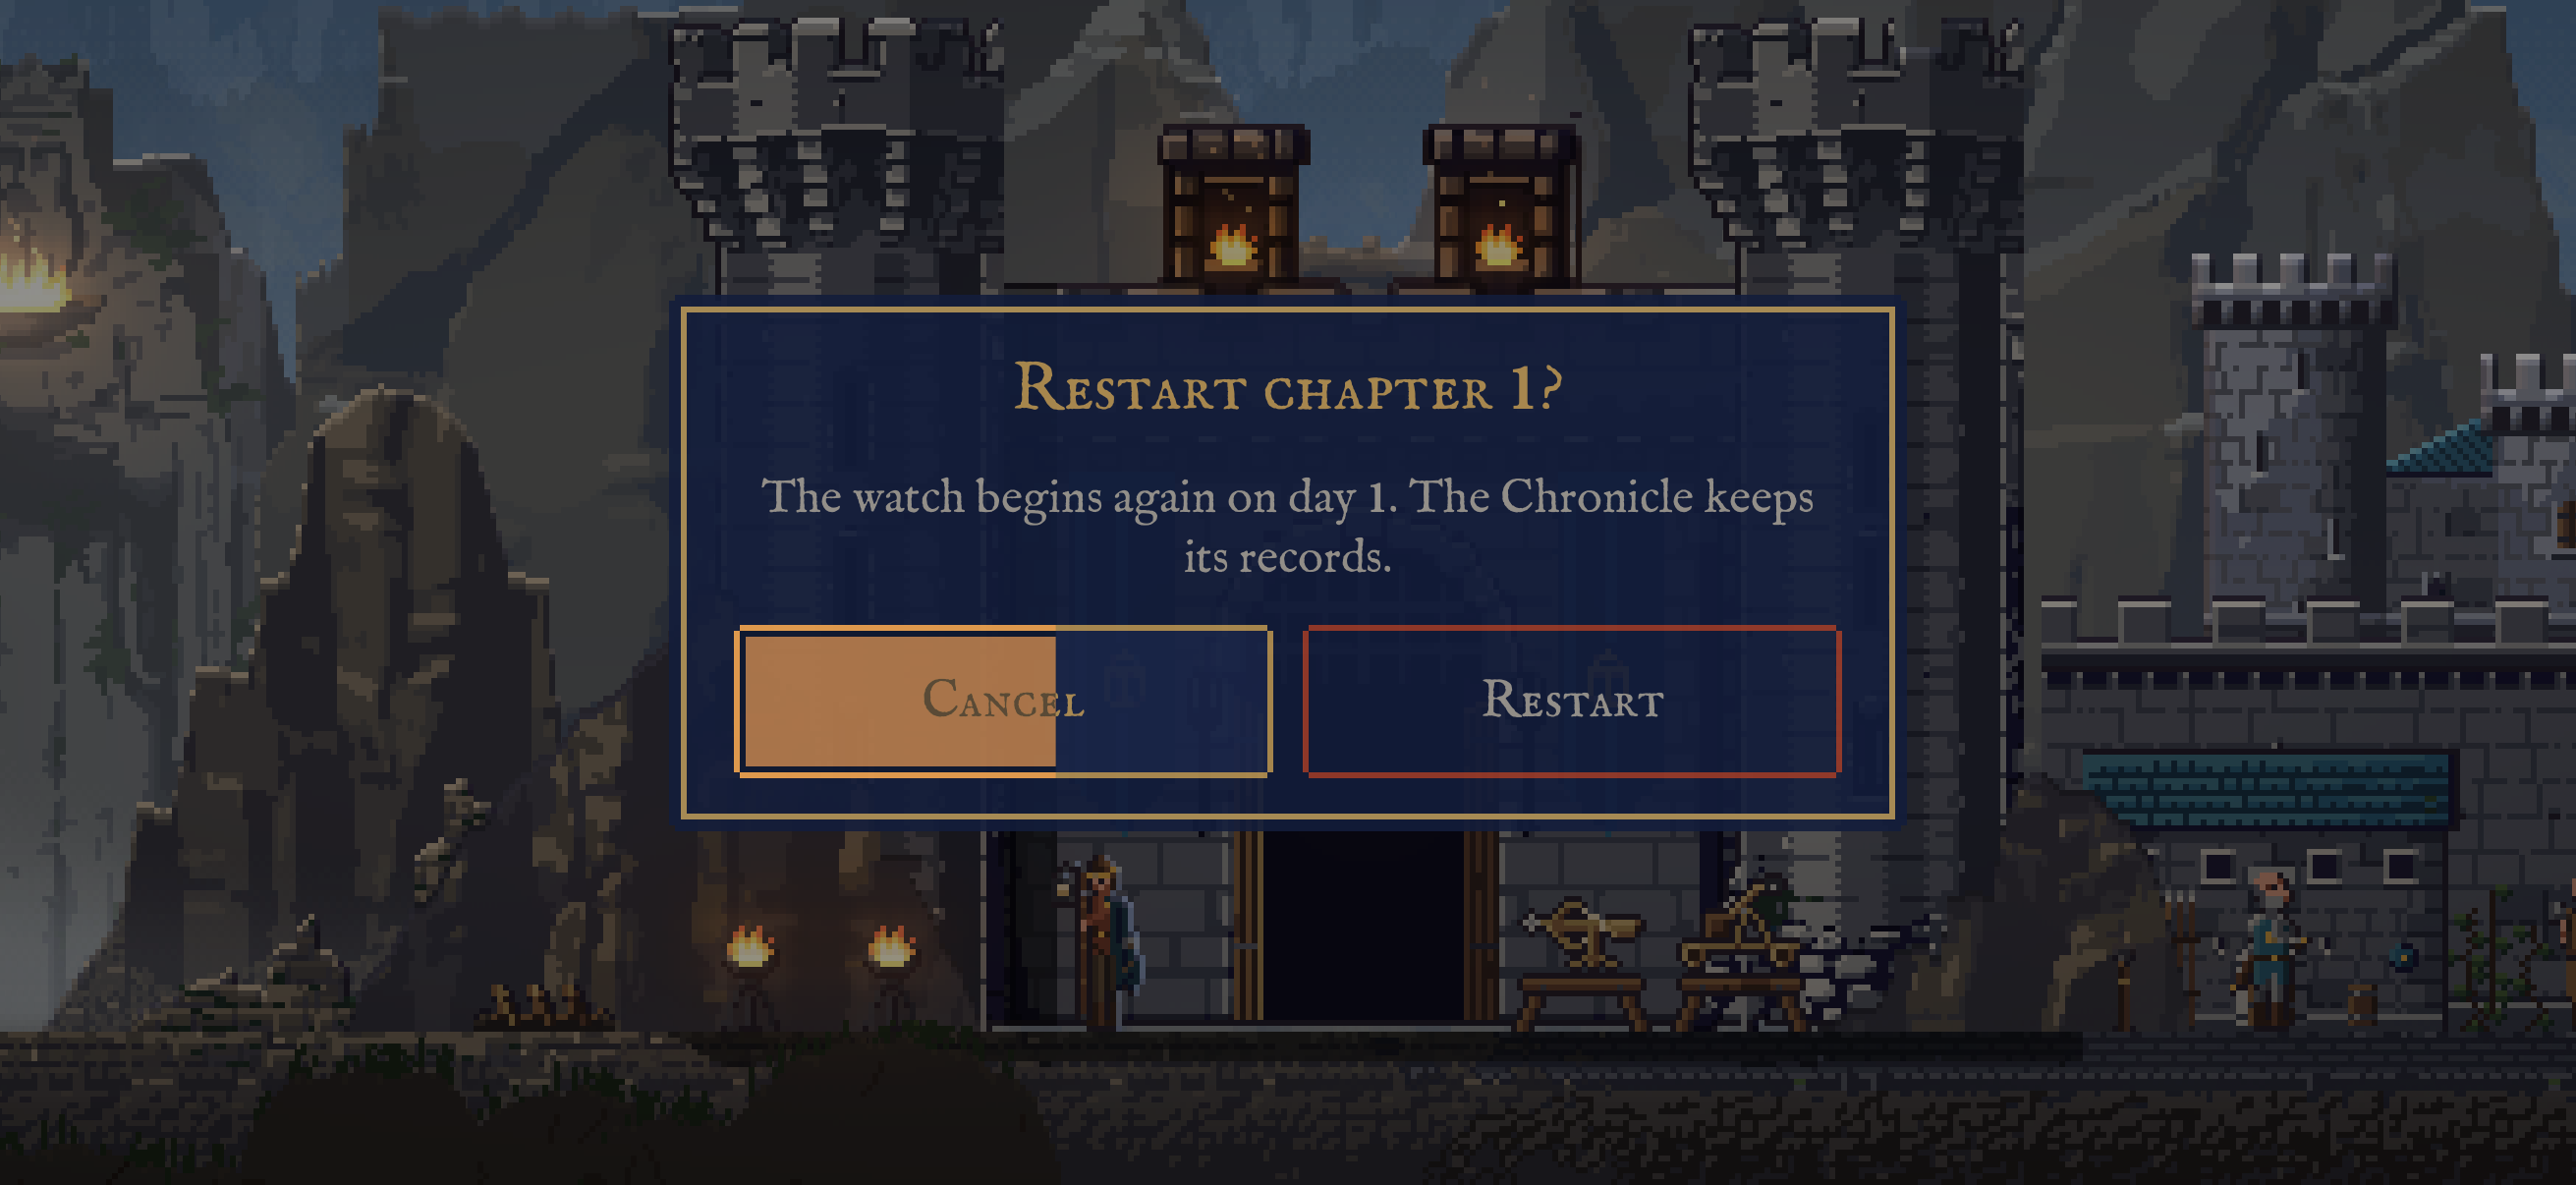 Restart chapter 1?
The watch begins again on day 1. The Chronicle keeps
its records.
Cancel
Restart